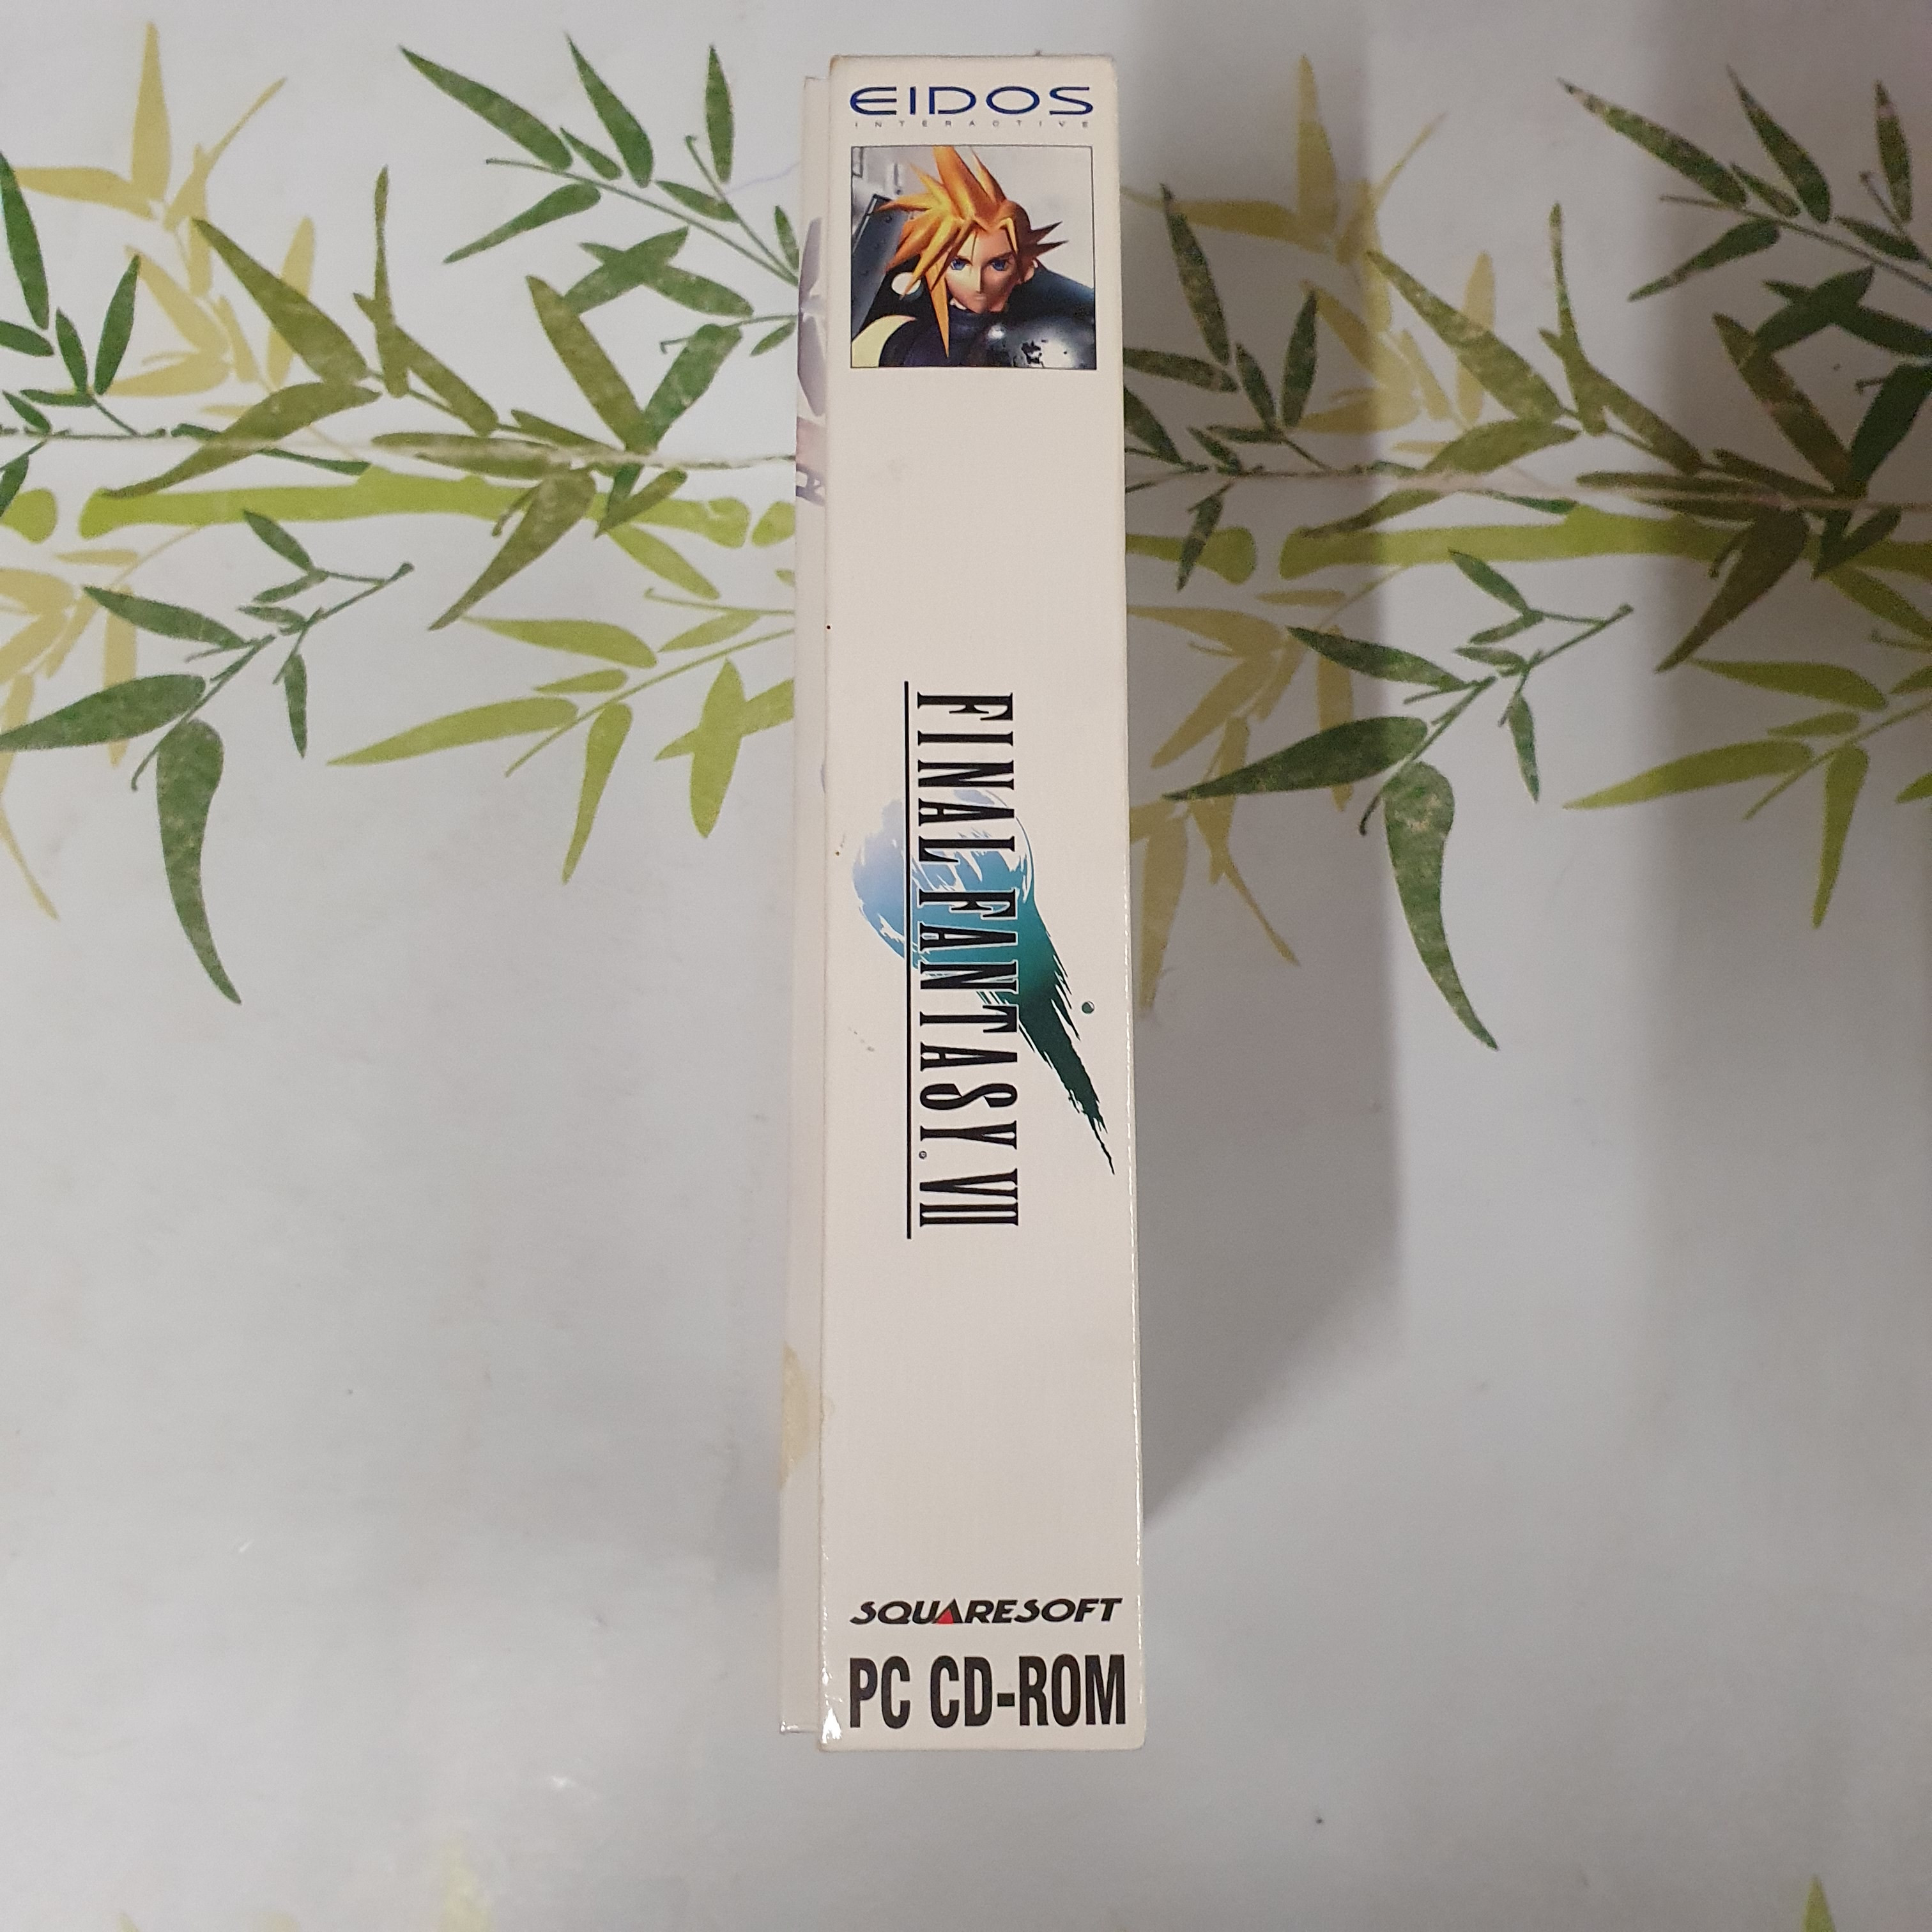 EIDOS
INTERACTIVE
FINAL FANTASY® VII
SQUARESOFT
PC CD-ROM